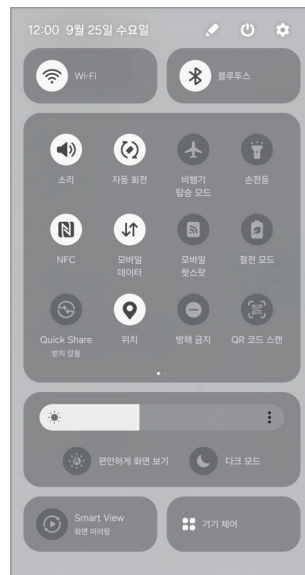 12:00 9월 25일 수요일
Wi-Fi
블루투스
소리
자동 회전
비행기
탑승 모드
손전등
NFC
모바일
데이터
모바일
핫스팟
절전 모드
Quick Share
받지 않음
위치
방해 금지
QR 코드 스캔
편안하게 화면 보기
다크 모드
Smart View
화면 미러링
기기 제어